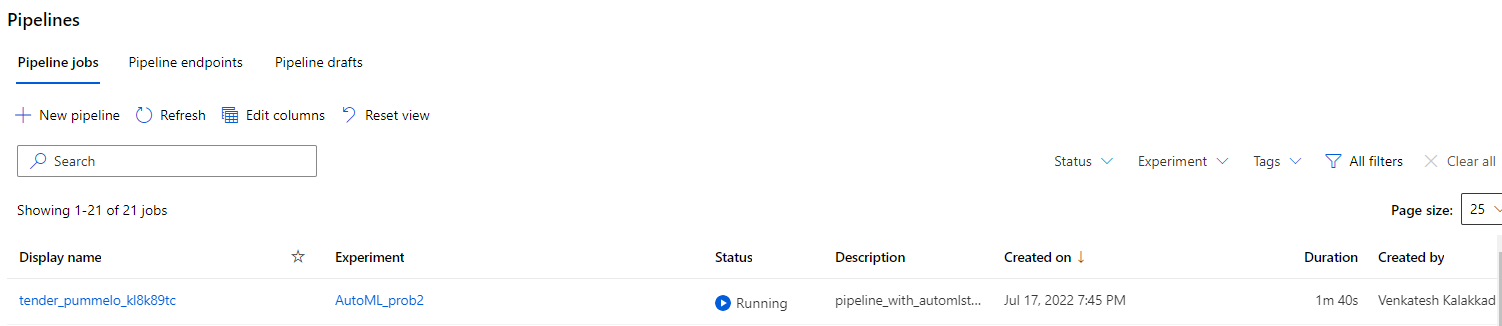 Pipelines
Pipeline jobs Pipeline endpoints Pipeline drafts
New pipeline Refresh Edit columns Reset view
Search Status Experiment Tags All filters Clear all
Showing 1-21 of 21 jobs Page size: 25
Display name Experiment Status Description Created on ↓ Duration Created by
tender_pummelo_kl8k89tc AutoML_prob2 Running pipeline_with_automlst... Jul 17, 2022 7:45 PM 1m 40s Venkatesh Kalakkad